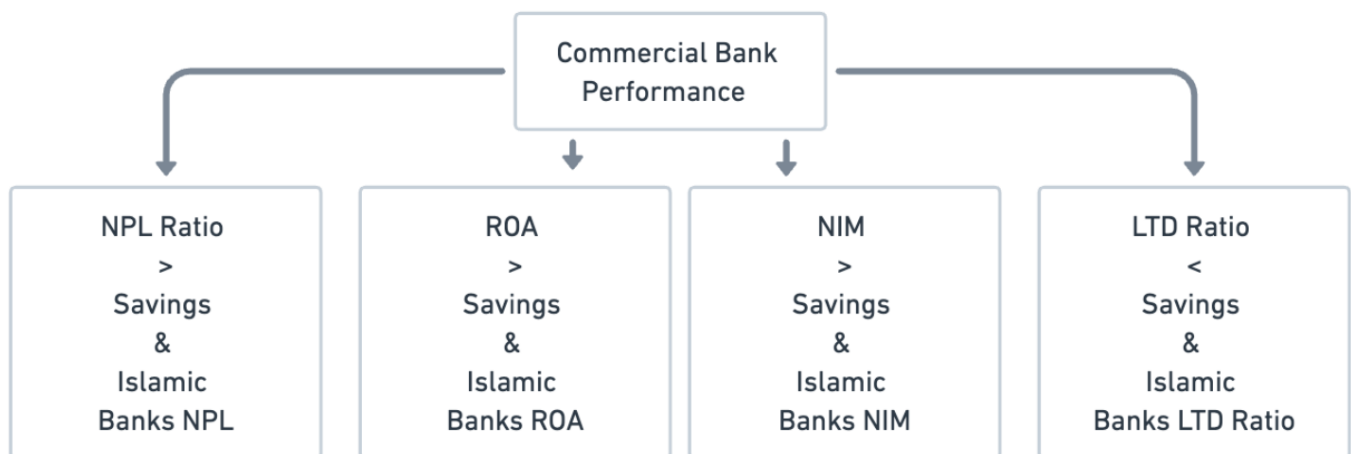 Commercial Bank
Performance
NPL Ratio
>
Savings
&
Islamic
Banks NPL
ROA
>
Savings
&
Islamic
Banks ROA
NIM
>
Savings
&
Islamic
Banks NIM
LTD Ratio
<
Savings
&
Islamic
Banks LTD Ratio